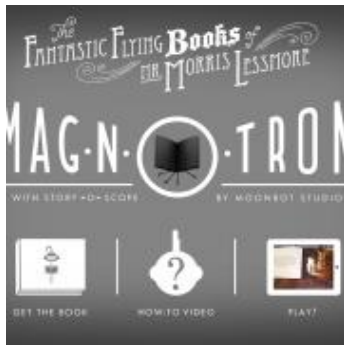 The
Fantastic Flying Books of
Mr. Morris Lessmore
MAG·N·O·TRON
WITH STORY-O-SCOPE BY MOONBOT STUDIO
GET THE BOOK HOW-TO VIDEO PLAY?
?